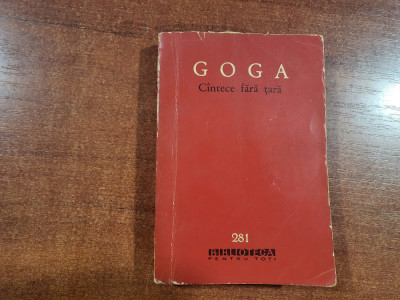 GOGA
Cîntece fără țară
281
BIBLIOTECA
PENTRU TOȚI